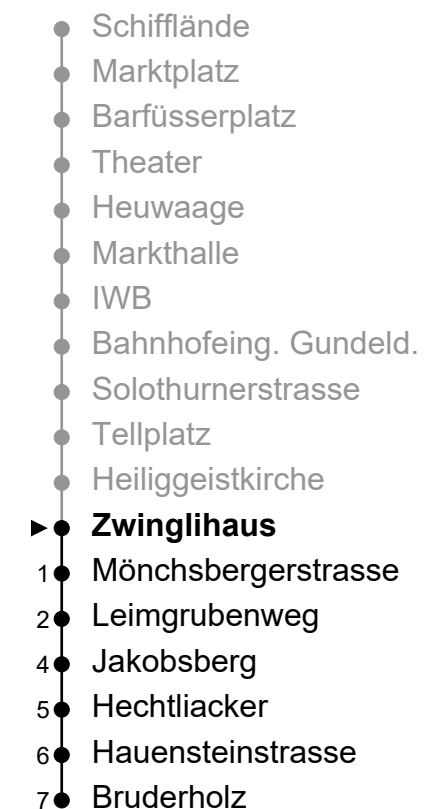 Schifflände
Marktplatz
Barfüsserplatz
Theater
Heuwaage
Markthalle
IWB
Bahnhofeing. Gundeld.
Solothurnerstrasse
Tellplatz
Heiliggeistkirche
Zwinglihaus
1 Mönchsbergerstrasse
2 Leimgrubenweg
4 Jakobsberg
5 Hechtliacker
6 Hauensteinstrasse
7 Bruderholz